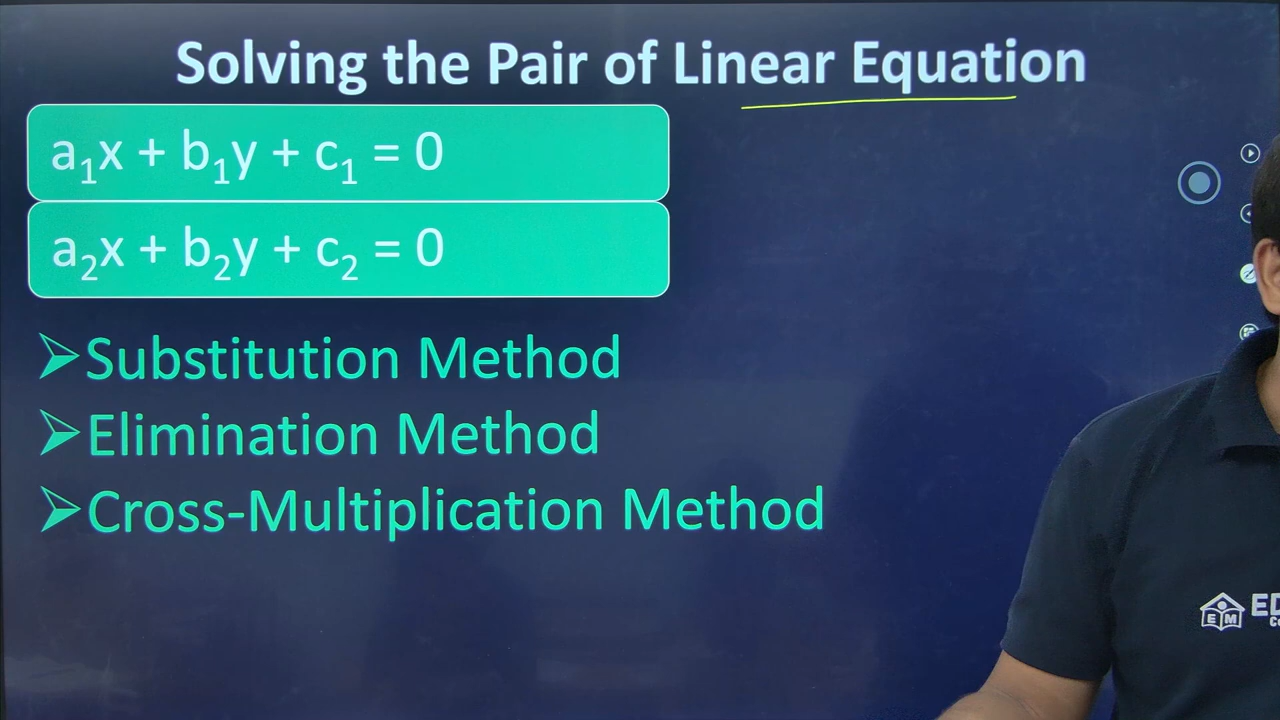 Solving the Pair of Linear Equation
a₁x + b₁y + c₁ = 0
a₂x + b₂y + c₂ = 0
➢Substitution Method
➢Elimination Method
➢Cross-Multiplication Method
E M